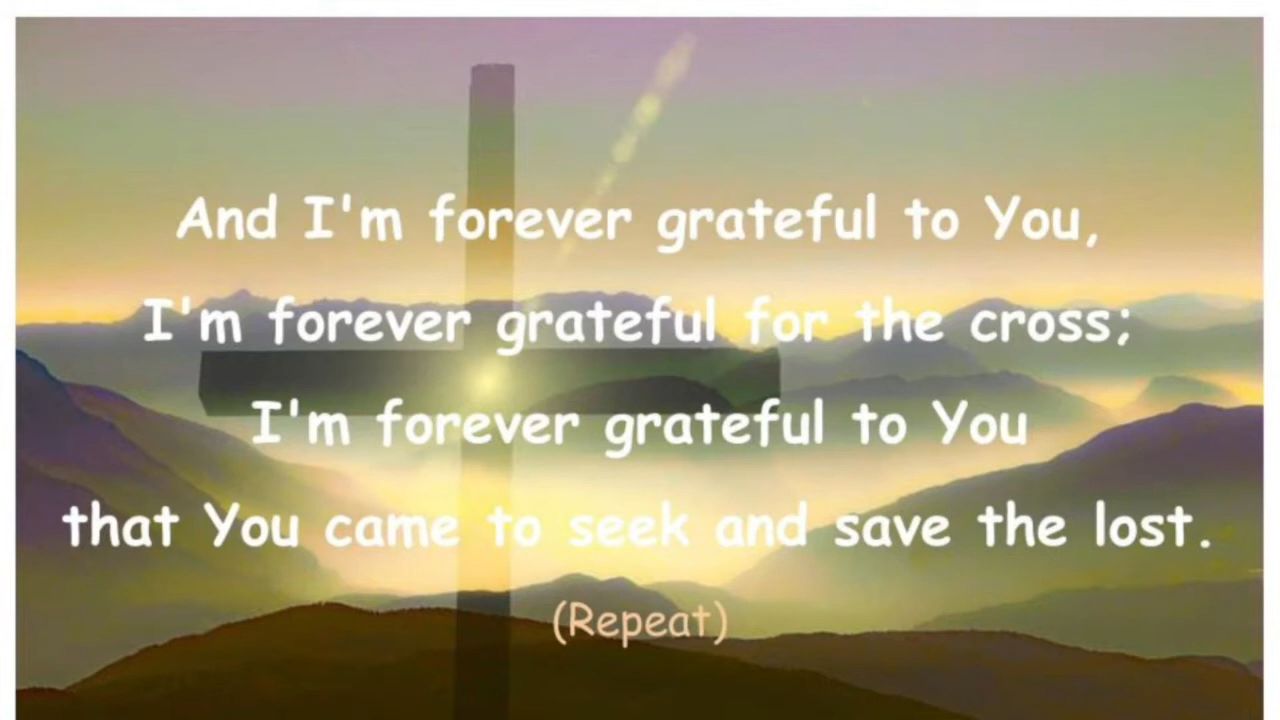 And I'm forever grateful to You,
I'm forever grateful for the cross;
I'm forever grateful to You
that You came to seek and save the lost.
(Repeat)